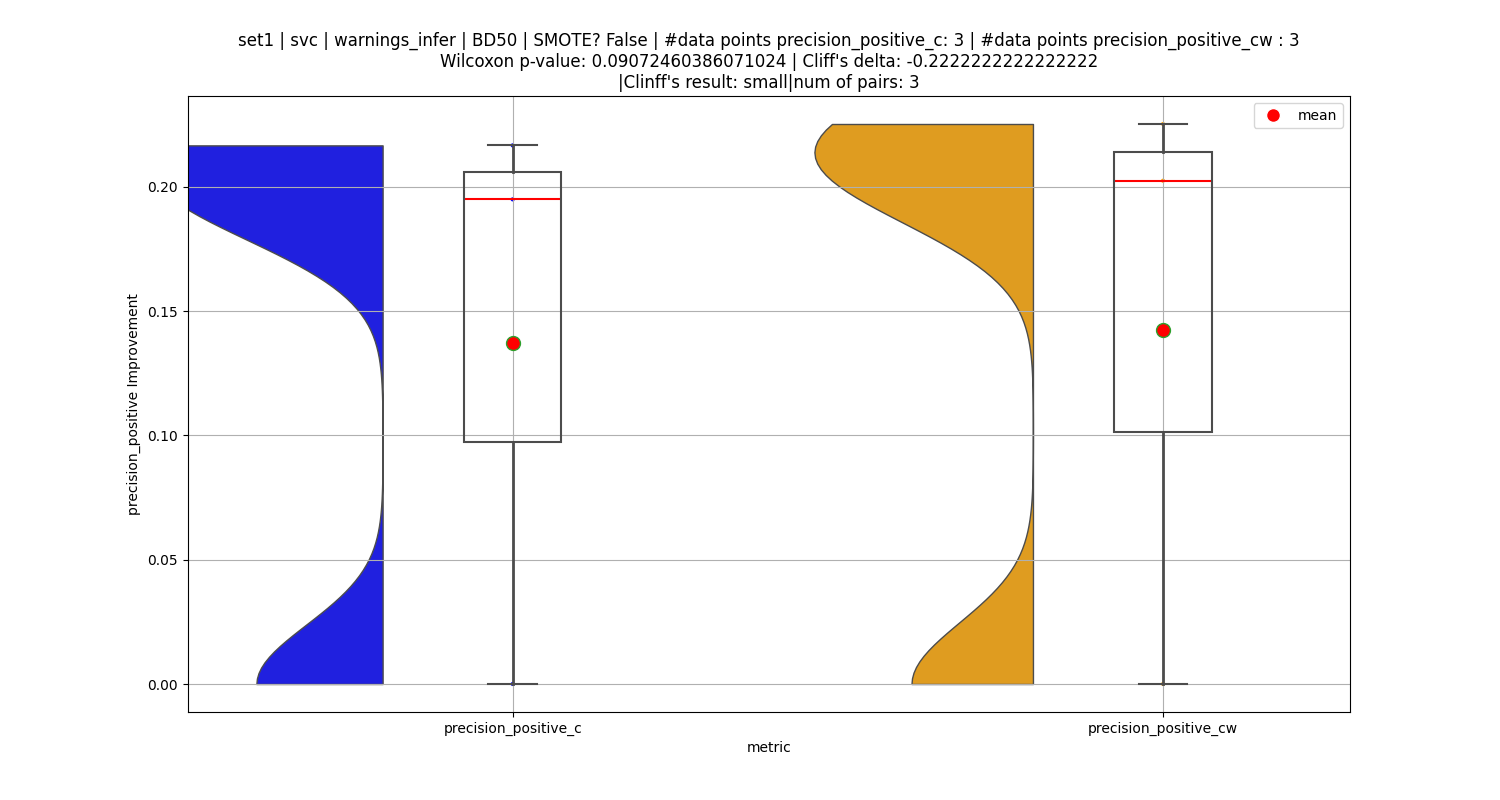 set1 | svc | warnings_infer | BD50 | SMOTE? False | #data points precision_positive_c: 3 | #data points precision_positive_cw : 3
Wilcoxon p-value: 0.09072460386071024 | Cliff's delta: -0.2222222222222222
|Clinff's result: small|num of pairs: 3
mean
precision_positive Improvement
0.20
0.15
0.10
0.05
0.00
precision_positive_c
precision_positive_cw
metric